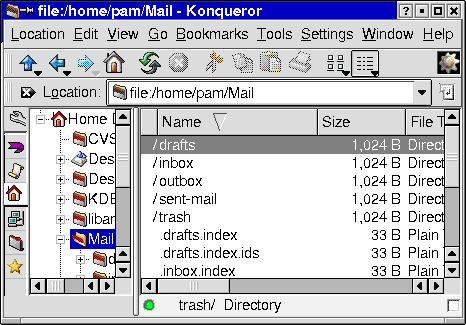 file:/home/pam/Mail - Konqueror
Location Edit View Go Bookmarks Tools Settings Window Help
Location: file:/home/pam/Mail
Home D
CVS
Des
Des
KDE
libar
Mail
d
Name Size File T
/drafts 1,024 B Direct
/inbox 1,024 B Direct
/outbox 1,024 B Direct
/sent-mail 1,024 B Direct
/trash 1,024 B Direct
.drafts.index 33 B Plain
.drafts.index.ids 33 B Plain
.inbox.index 33 B Plain
trash/ Directory